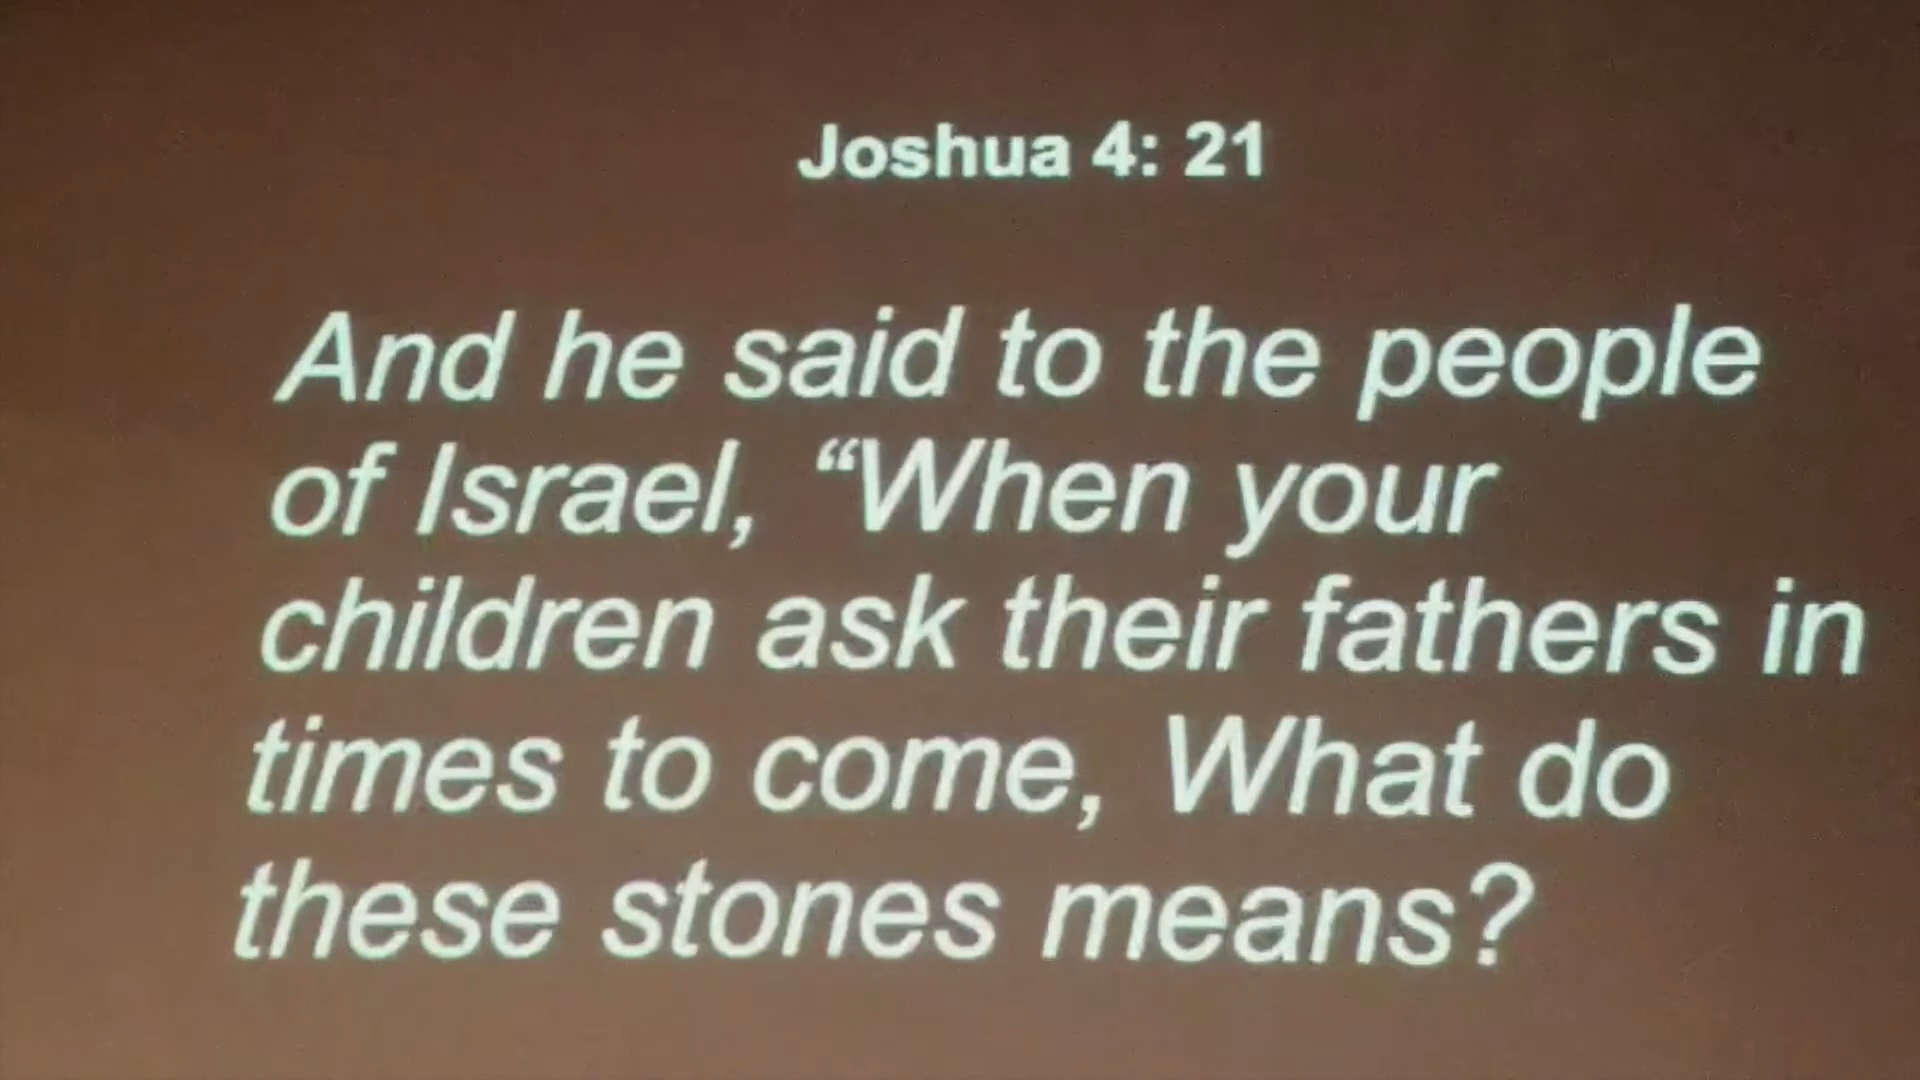 Joshua 4: 21
And he said to the people
of Israel, “When your
children ask their fathers in
times to come, What do
these stones means?